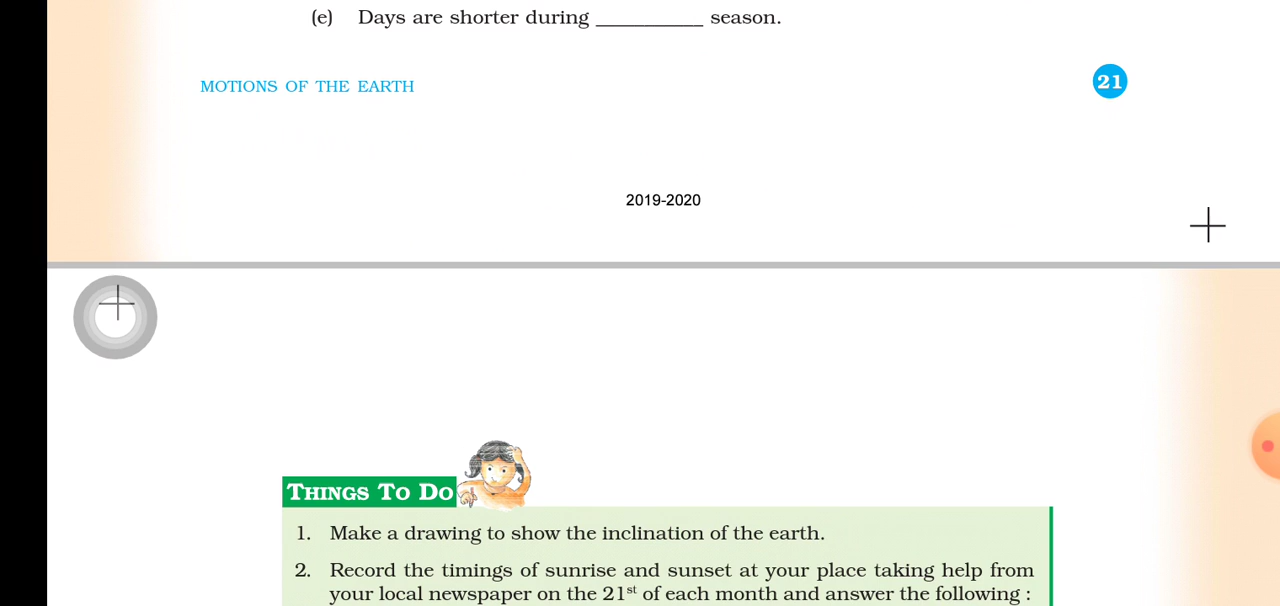 (e) Days are shorter during __________ season.
MOTIONS OF THE EARTH
21
2019-2020
THINGS TO DO
1. Make a drawing to show the inclination of the earth.
2. Record the timings of sunrise and sunset at your place taking help from
your local newspaper on the 21st of each month and answer the following :